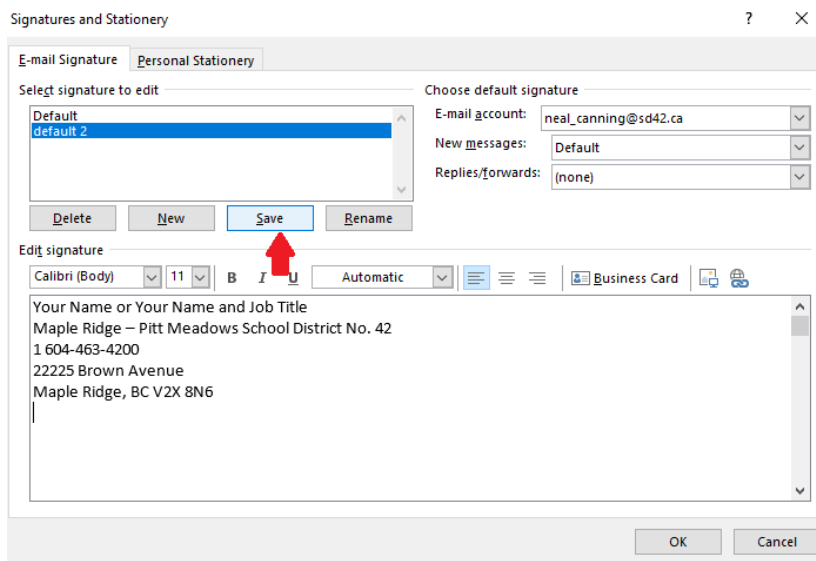 Signatures and Stationery
?
E-mail Signature
Personal Stationery
Select signature to edit
Default
default 2
Delete
New
Save
Rename
Choose default signature
E-mail account: neal_canning@sd42.ca
New messages: Default
Replies/forwards: (none)
Edit signature
Calibri (Body) 11 B I U Automatic Business Card
Your Name or Your Name and Job Title
Maple Ridge – Pitt Meadows School District No. 42
1 604-463-4200
22225 Brown Avenue
Maple Ridge, BC V2X 8N6
OK
Cancel